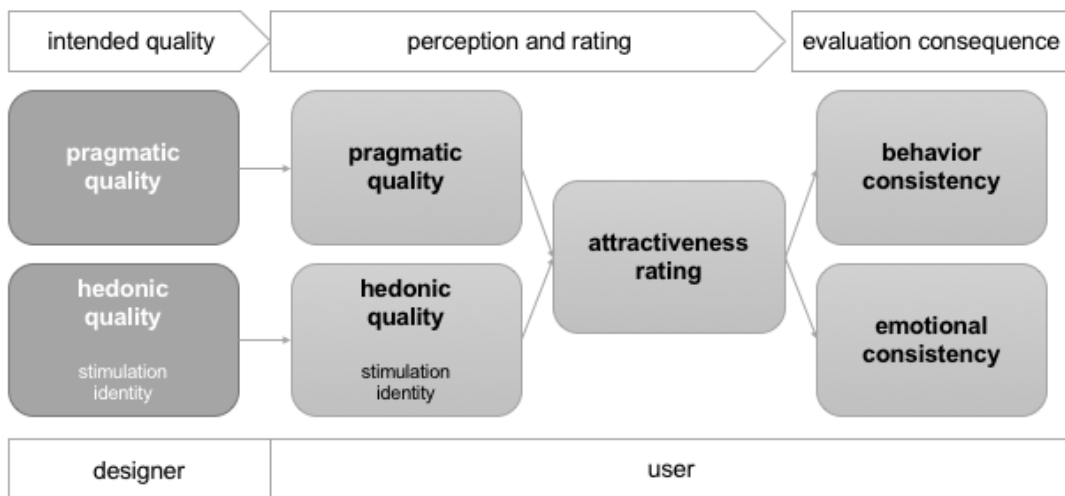 intended quality
perception and rating
evaluation consequence
pragmatic
quality
pragmatic
quality
behavior
consistency
attractiveness
rating
hedonic
quality
stimulation
identity
hedonic
quality
stimulation
identity
emotional
consistency
designer
user